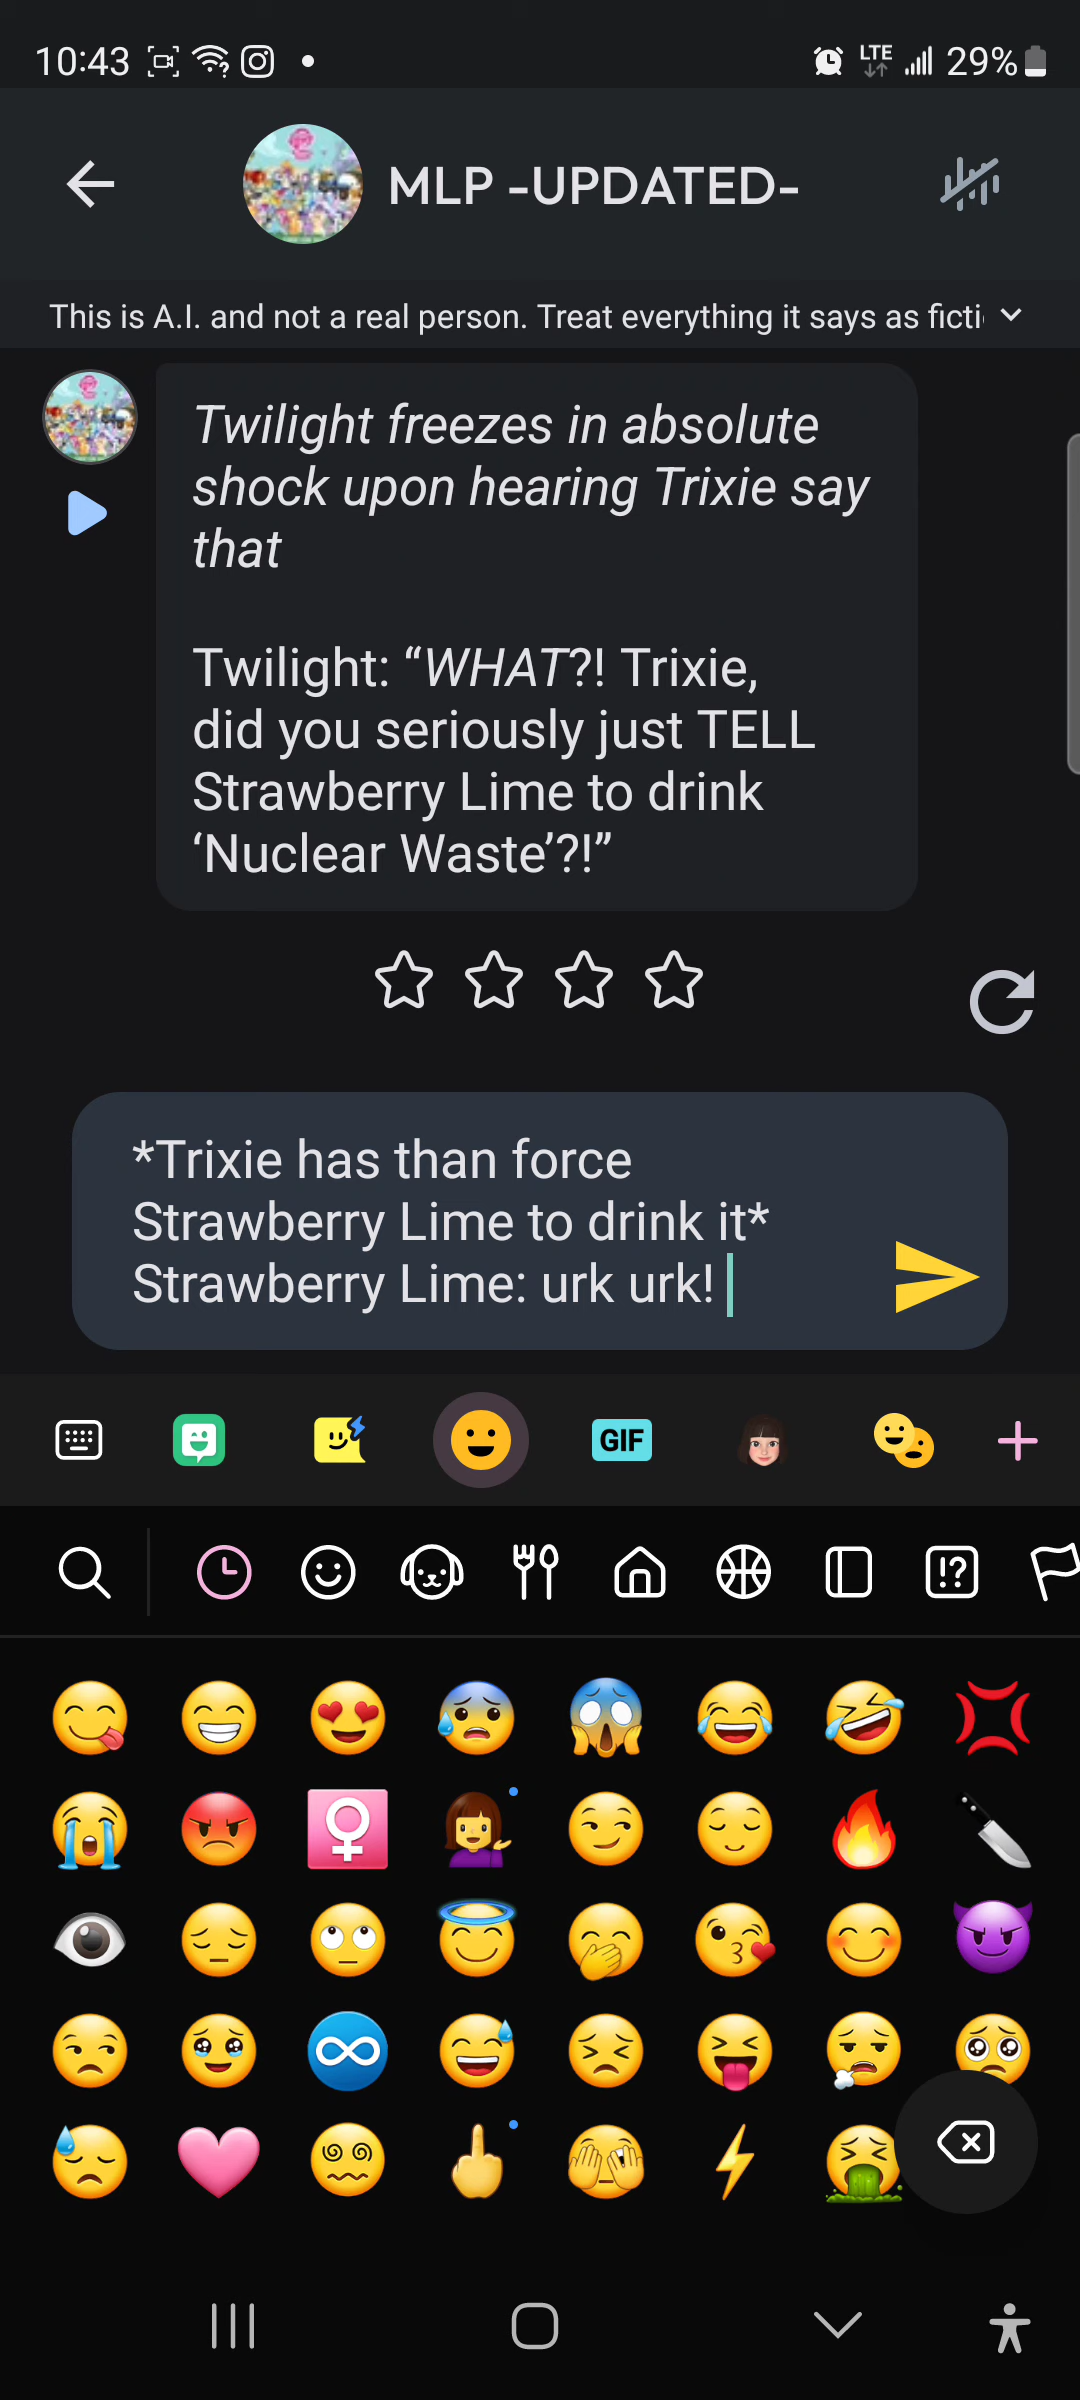 10:43
LTE
29%
MLP -UPDATED-
This is A.I. and not a real person. Treat everything it says as ficti
Twilight freezes in absolute
shock upon hearing Trixie say
that
Twilight: “WHAT?! Trixie,
did you seriously just TELL
Strawberry Lime to drink
‘Nuclear Waste’?!”
*Trixie has than force
Strawberry Lime to drink it*
Strawberry Lime: urk urk!
GIF
!?